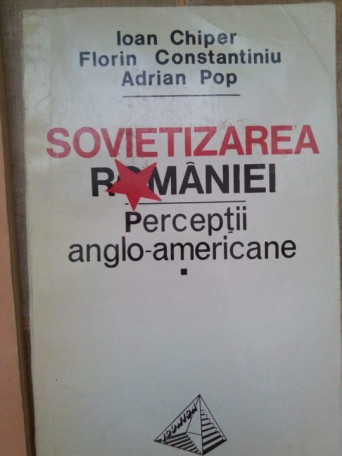 Ioan Chiper
Florin Constantiniu
Adrian Pop
SOVIETIZAREA
ROMÂNIEI
Percepții
anglo-americane